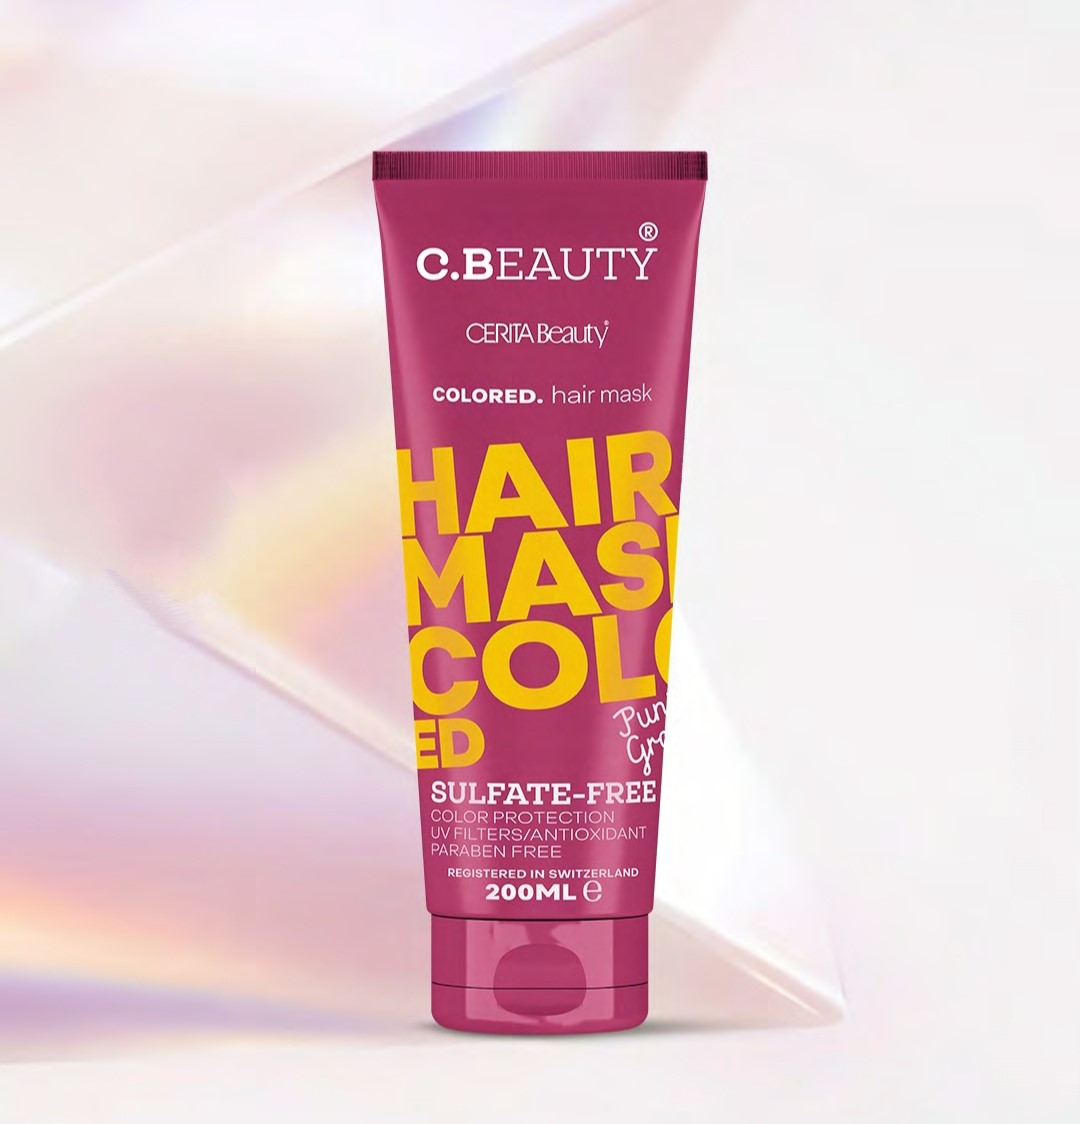 C.BEAUTY®
CERITA Beauty®
COLORED. hair mask
HAIR
MAS
COL
ED
SULFATE-FREE
COLOR PROTECTION
UV FILTERS/ANTIOXIDANT
PARABEN FREE
REGISTERED IN SWITZERLAND
200ML ℮